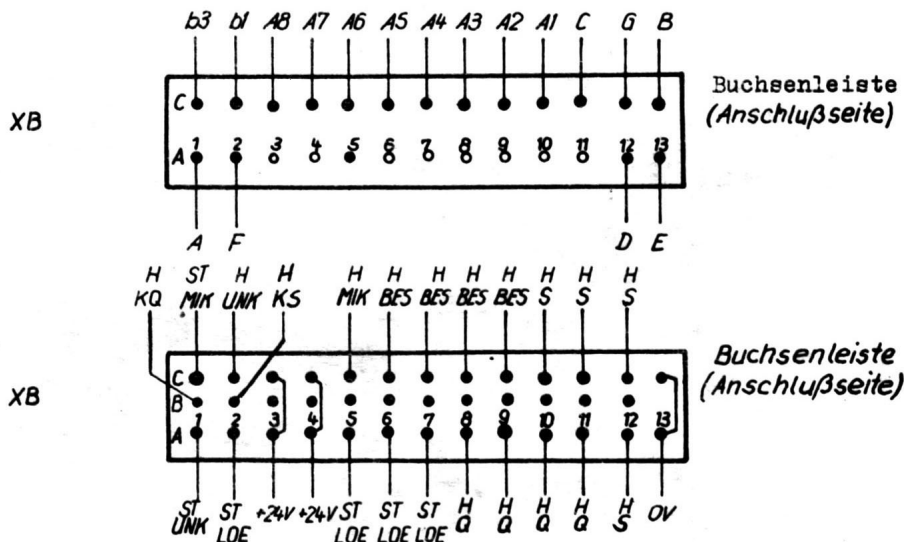 b3 b1 A8 A7 A6 A5 A4 A3 A2 A1 C G B
Buchsenleiste
(Anschlußseite)
XB
C
1 2 3 4 5 6 7 8 9 10 11 12 13
A
A F D E
H ST H H H H H H H H H H
KQ MIK UNK KS MIK BES BES BES BES S S S
Buchsenleiste
(Anschlußseite)
XB
C
B
1 2 3 4 5 6 7 8 9 10 11 12 13
A
ST ST +24V +24V ST ST ST H H H H H OV
UNK LOE LOE LOE LOE Q Q Q Q S